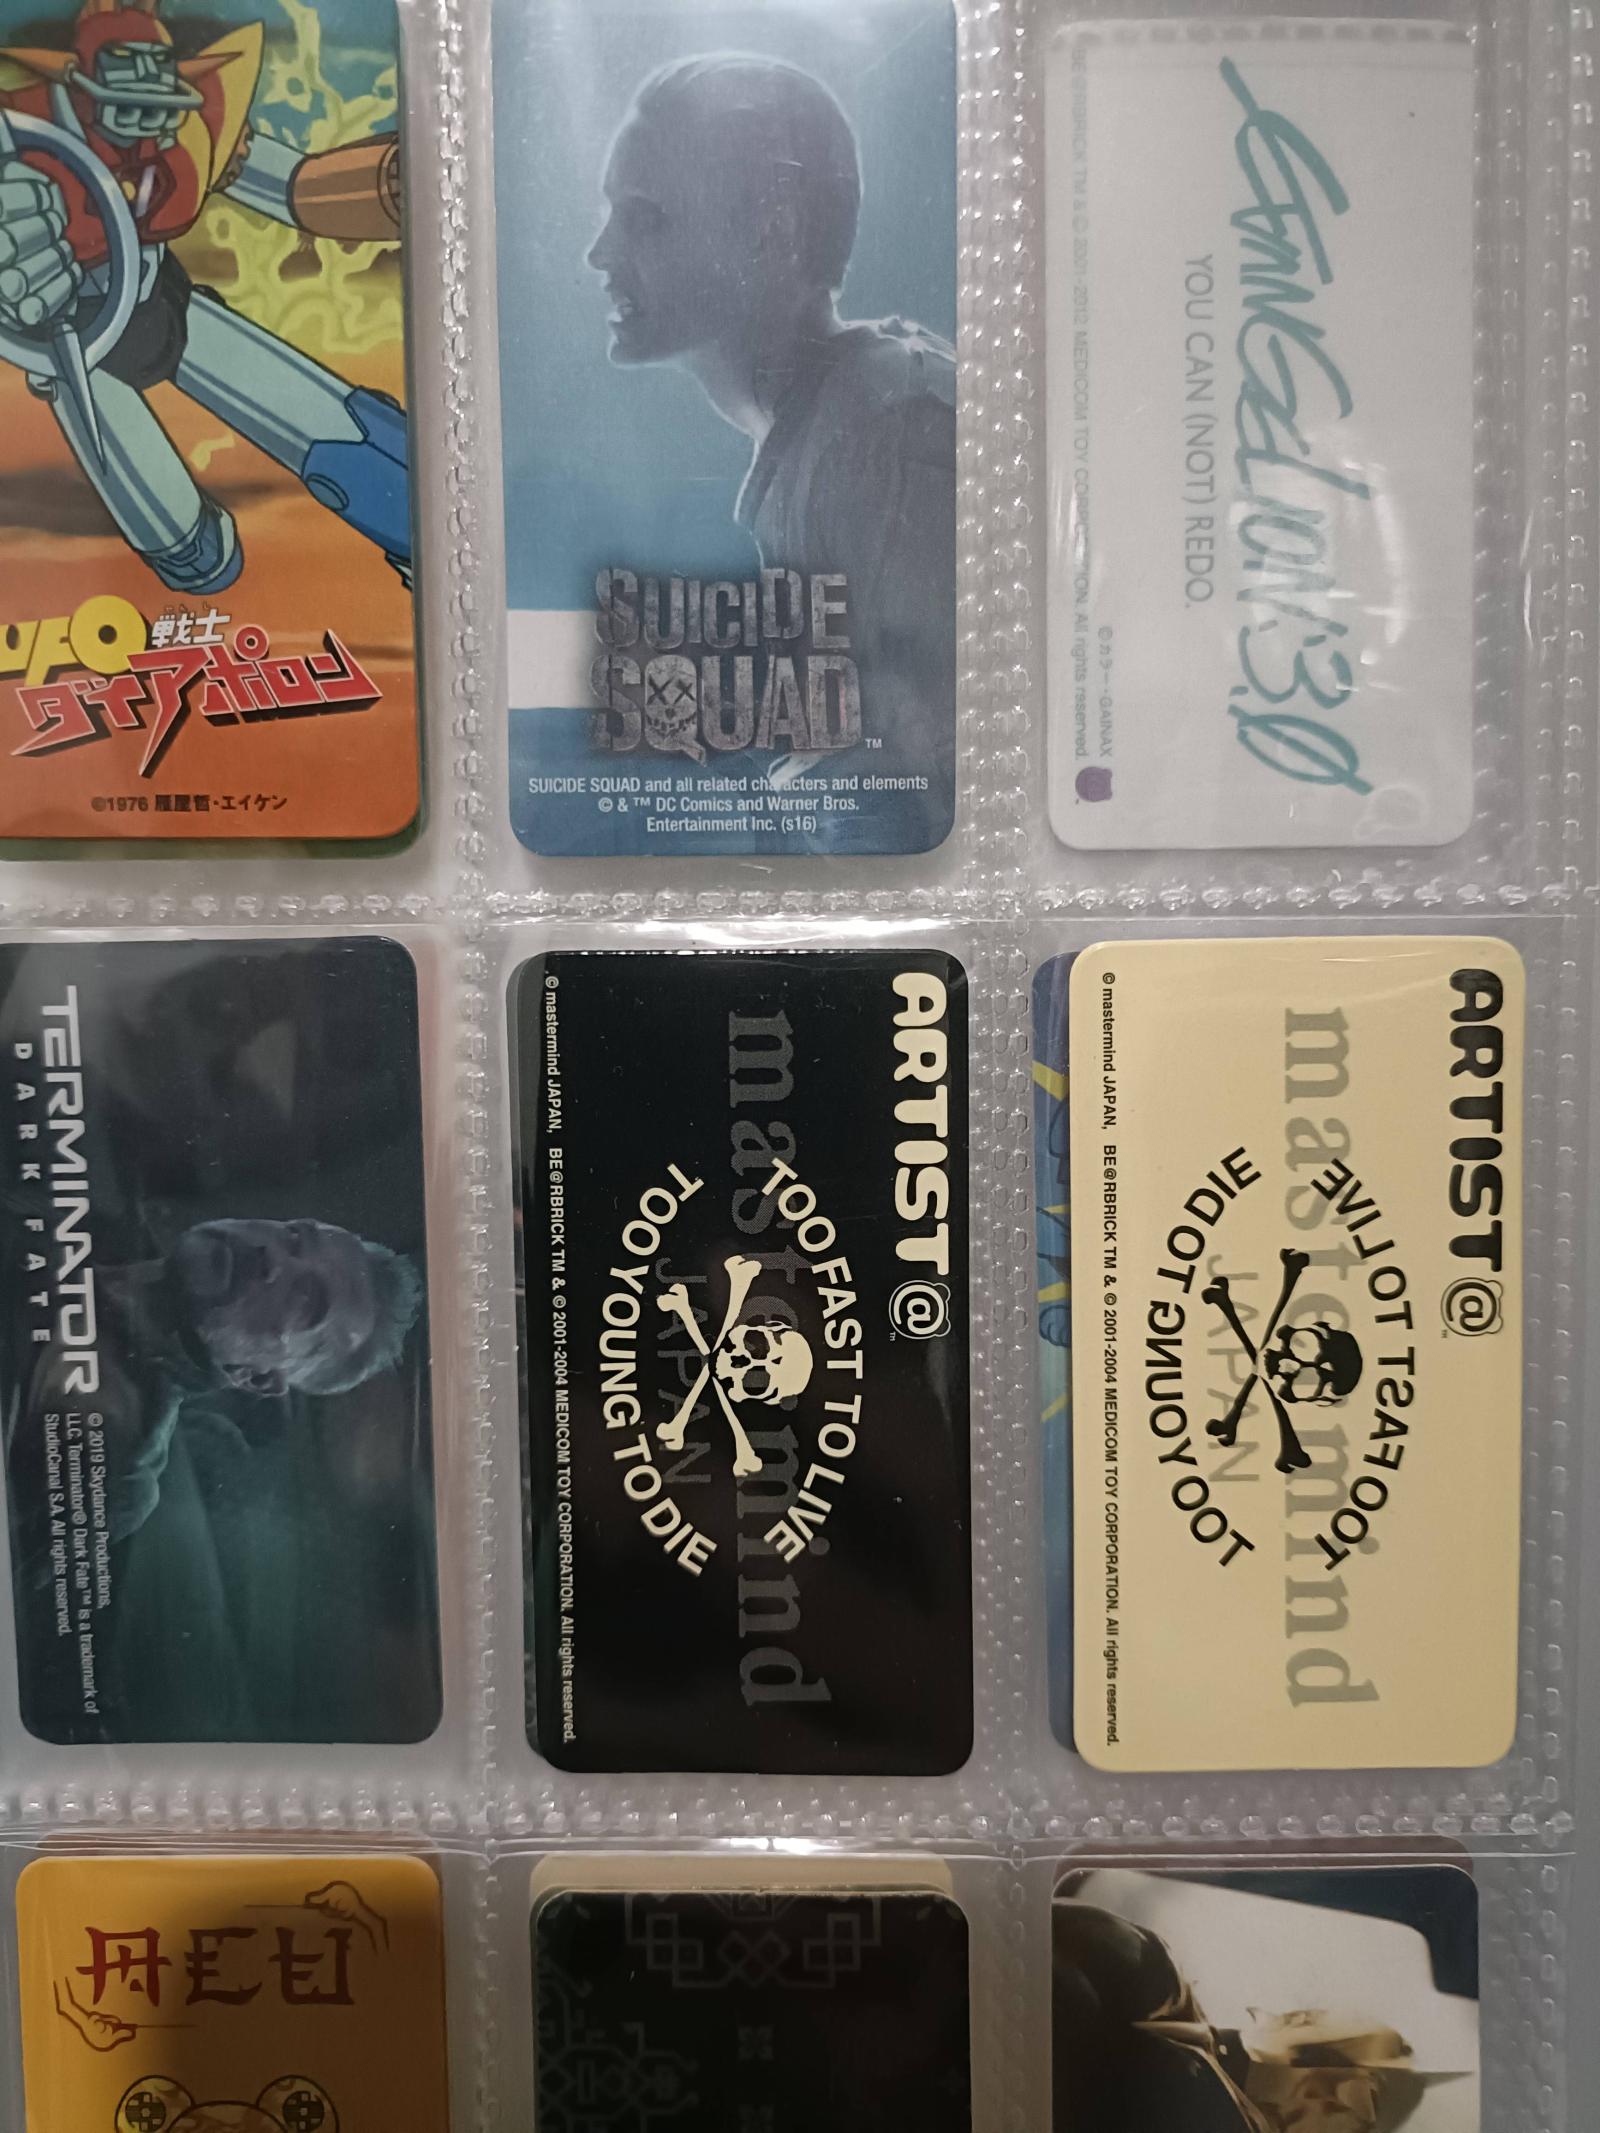 UFO戦士
ダイアポロン
©1976 雁屋哲・エイケン
SUICIDE
SQUAD™
SUICIDE SQUAD and all related characters and elements
© & ™ DC Comics and Warner Bros.
Entertainment Inc. (s16)
EVANGELION:3.0
YOU CAN (NOT) REDO.
©カラー・GAINAX
BE@RBRICK TM & © 2001-2012 MEDICOM TOY CORPORATION. All rights reserved.
TERMINATOR
DARK FATE
© 2019 Skydance Productions,
LLC. Terminator® Dark Fate™ is a trademark of
StudioCanal S.A. All rights reserved.
ARTIST@™
mastermind
JAPAN
TOO FAST TO LIVE
TOO YOUNG TO DIE
© mastermind JAPAN, BE@RBRICK TM & © 2001-2004 MEDICOM TOY CORPORATION. All rights reserved.
ARTIST@™
mastermind
JAPAN
TOO FAST TO LIVE
TOO YOUNG TO DIE
© mastermind JAPAN, BE@RBRICK TM & © 2001-2004 MEDICOM TOY CORPORATION. All rights reserved.